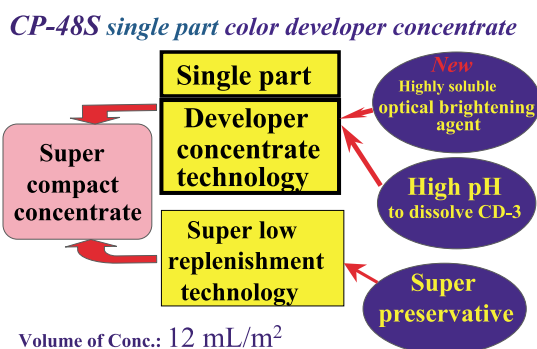 CP-48S single part color developer concentrate
Single part
Developer
concentrate
technology
New
Highly soluble
optical brightening
agent
Super
compact
concentrate
High pH
to dissolve CD-3
Super low
replenishment
technology
Super
preservative
Volume of Conc.: 12 mL/m²